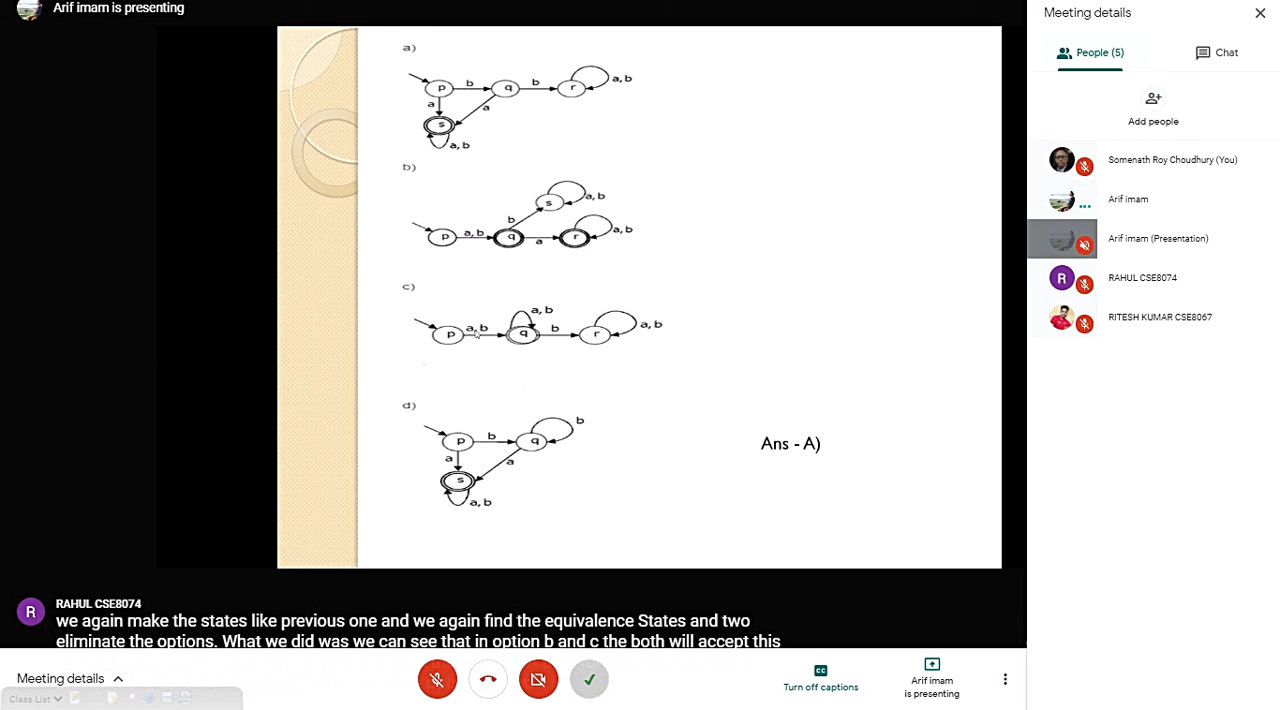 Arif imam is presenting
Meeting details
People (5)
Chat
Add people
Somenath Roy Choudhury (You)
Arif imam
Arif imam (Presentation)
R
RAHUL CSE8074
RITESH KUMAR CSE8067
a)
p
b
q
b
r
a, b
a
a
s
a, b
b)
s
a, b
b
p
a, b
q
a
r
a, b
c)
a, b
p
a, b
q
b
r
a, b
d)
b
p
b
q
a
a
s
a, b
Ans - A)
R
RAHUL CSE8074
we again make the states like previous one and we again find the equivalence States and two
eliminate the options. What we did was we can see that in option b and c the both will accept this
Meeting details
Class List
CC
Turn off captions
Arif imam
is presenting